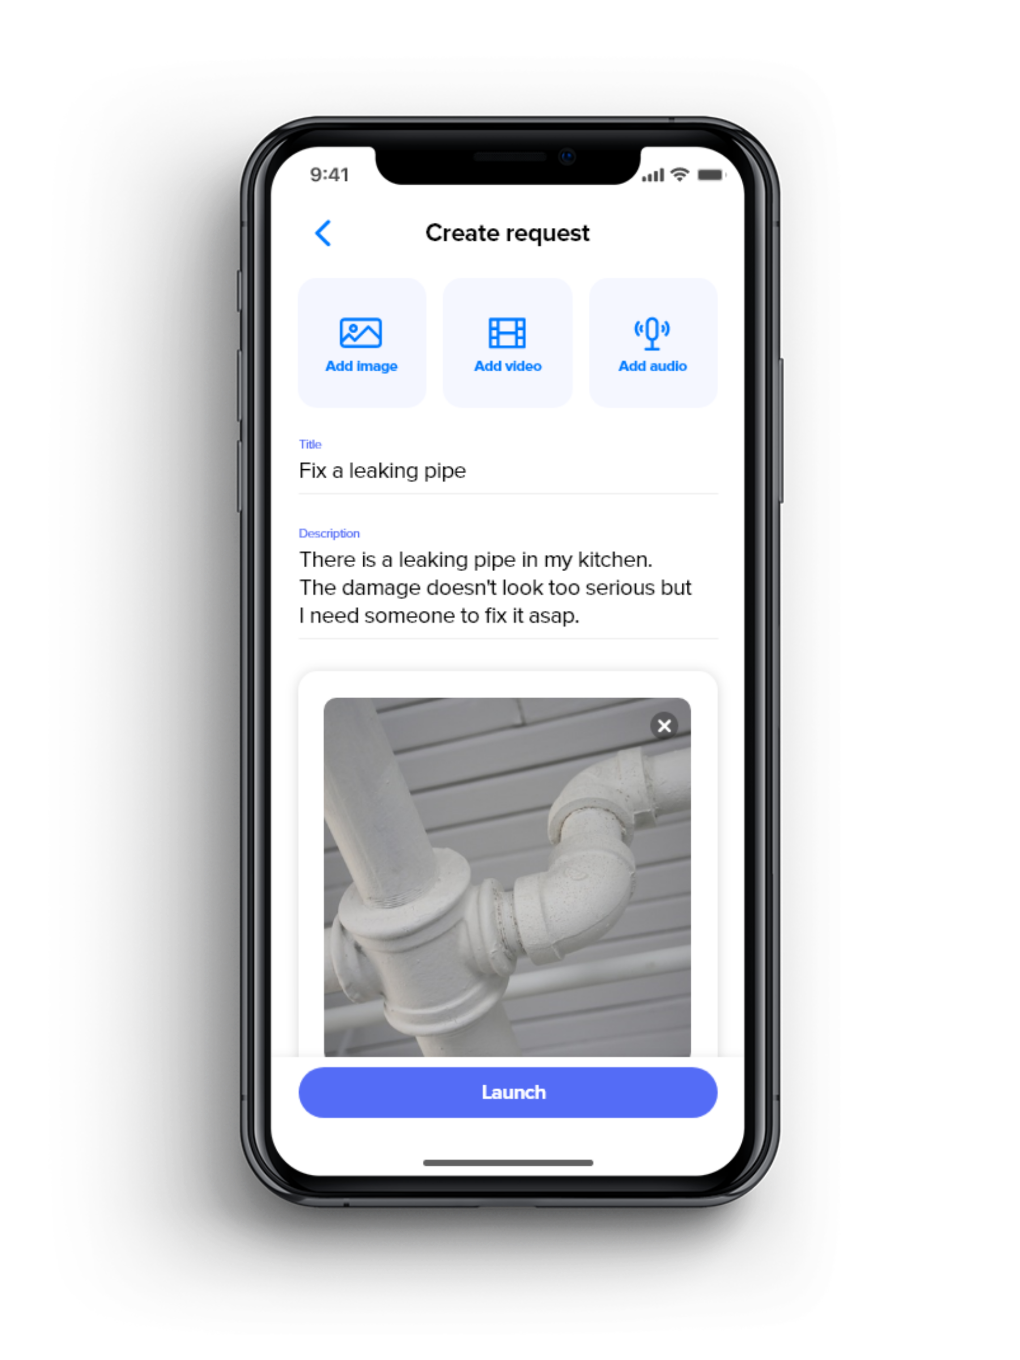 9:41
Create request
Add image
Add video
Add audio
Title
Fix a leaking pipe
Description
There is a leaking pipe in my kitchen.
The damage doesn't look too serious but
I need someone to fix it asap.
Launch